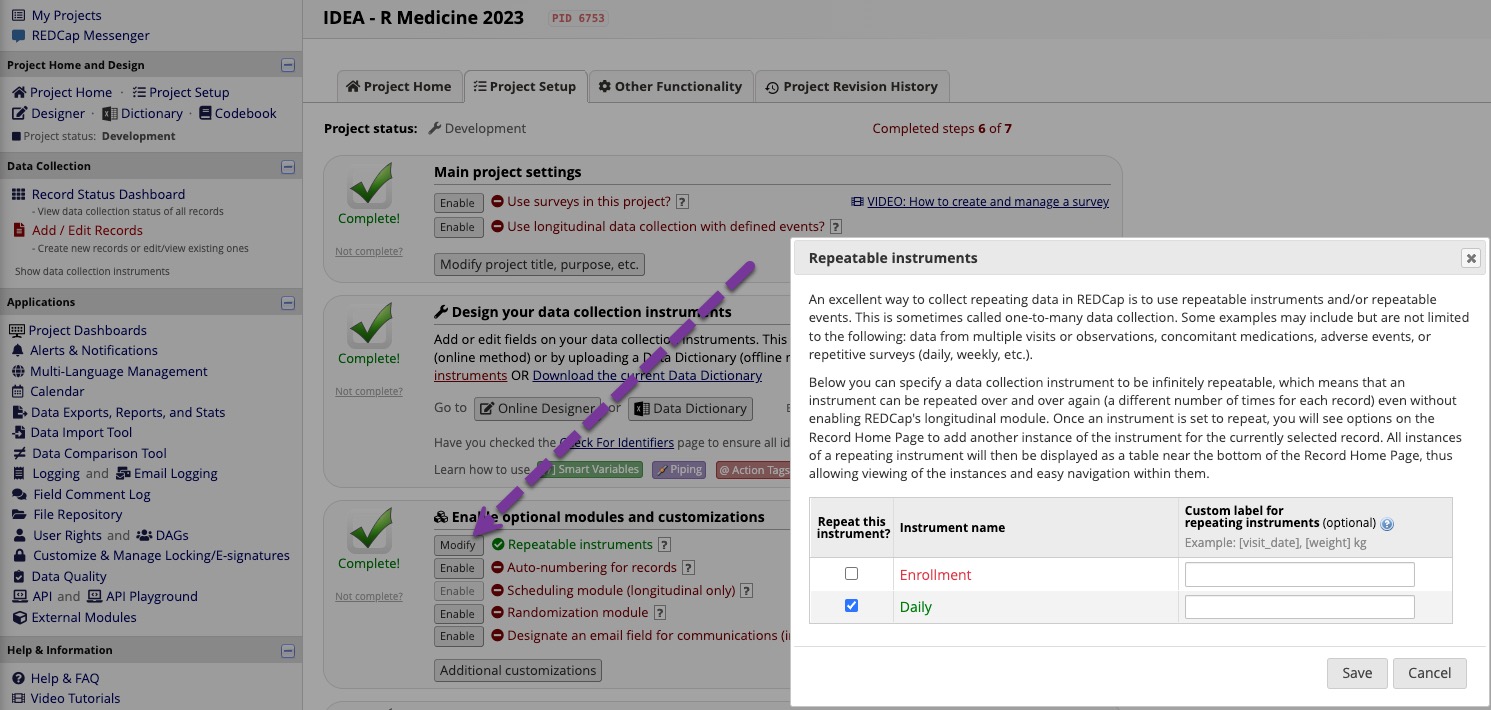 My Projects
REDCap Messenger
Project Home and Design
Project Home · Project Setup
Designer · Dictionary · Codebook
Project status: Development
Data Collection
Record Status Dashboard
- View data collection status of all records
Add / Edit Records
- Create new records or edit/view existing ones
Show data collection instruments
Applications
Project Dashboards
Alerts & Notifications
Multi-Language Management
Calendar
Data Exports, Reports, and Stats
Data Import Tool
Data Comparison Tool
Logging and Email Logging
Field Comment Log
File Repository
User Rights and DAGs
Customize & Manage Locking/E-signatures
Data Quality
API and API Playground
External Modules
Help & Information
Help & FAQ
Video Tutorials
IDEA - R Medicine 2023 PID 6753
Project Home Project Setup Other Functionality Project Revision History
Project status: Development Completed steps 6 of 7
Complete!
Not complete?
Main project settings
Enable Use surveys in this project? ? VIDEO: How to create and manage a survey
Enable Use longitudinal data collection with defined events? ?
Modify project title, purpose, etc.
Complete!
Not complete?
Design your data collection instruments
Add or edit fields on your data collection instruments. This
(online method) or by uploading a Data Dictionary (offline
instruments OR Download the current Data Dictionary
Go to Online Designer or Data Dictionary
Have you checked the Check For Identifiers page to ensure all id
Learn how to use ] Smart Variables Piping @ Action Tags
Complete!
Not complete?
Enable optional modules and customizations
Modify Repeatable instruments ?
Enable Auto-numbering for records ?
Enable Scheduling module (longitudinal only) ?
Enable Randomization module ?
Enable Designate an email field for communications (i
Additional customizations
Repeatable instruments
An excellent way to collect repeating data in REDCap is to use repeatable instruments and/or repeatable
events. This is sometimes called one-to-many data collection. Some examples may include but are not limited
to the following: data from multiple visits or observations, concomitant medications, adverse events, or
repetitive surveys (daily, weekly, etc.).
Below you can specify a data collection instrument to be infinitely repeatable, which means that an
instrument can be repeated over and over again (a different number of times for each record) even without
enabling REDCap's longitudinal module. Once an instrument is set to repeat, you will see options on the
Record Home Page to add another instance of the instrument for the currently selected record. All instances
of a repeating instrument will then be displayed as a table near the bottom of the Record Home Page, thus
allowing viewing of the instances and easy navigation within them.
Repeat this
instrument?
Instrument name
Custom label for
repeating instruments (optional) ?
Example: [visit_date], [weight] kg
Enrollment
Daily
Save Cancel